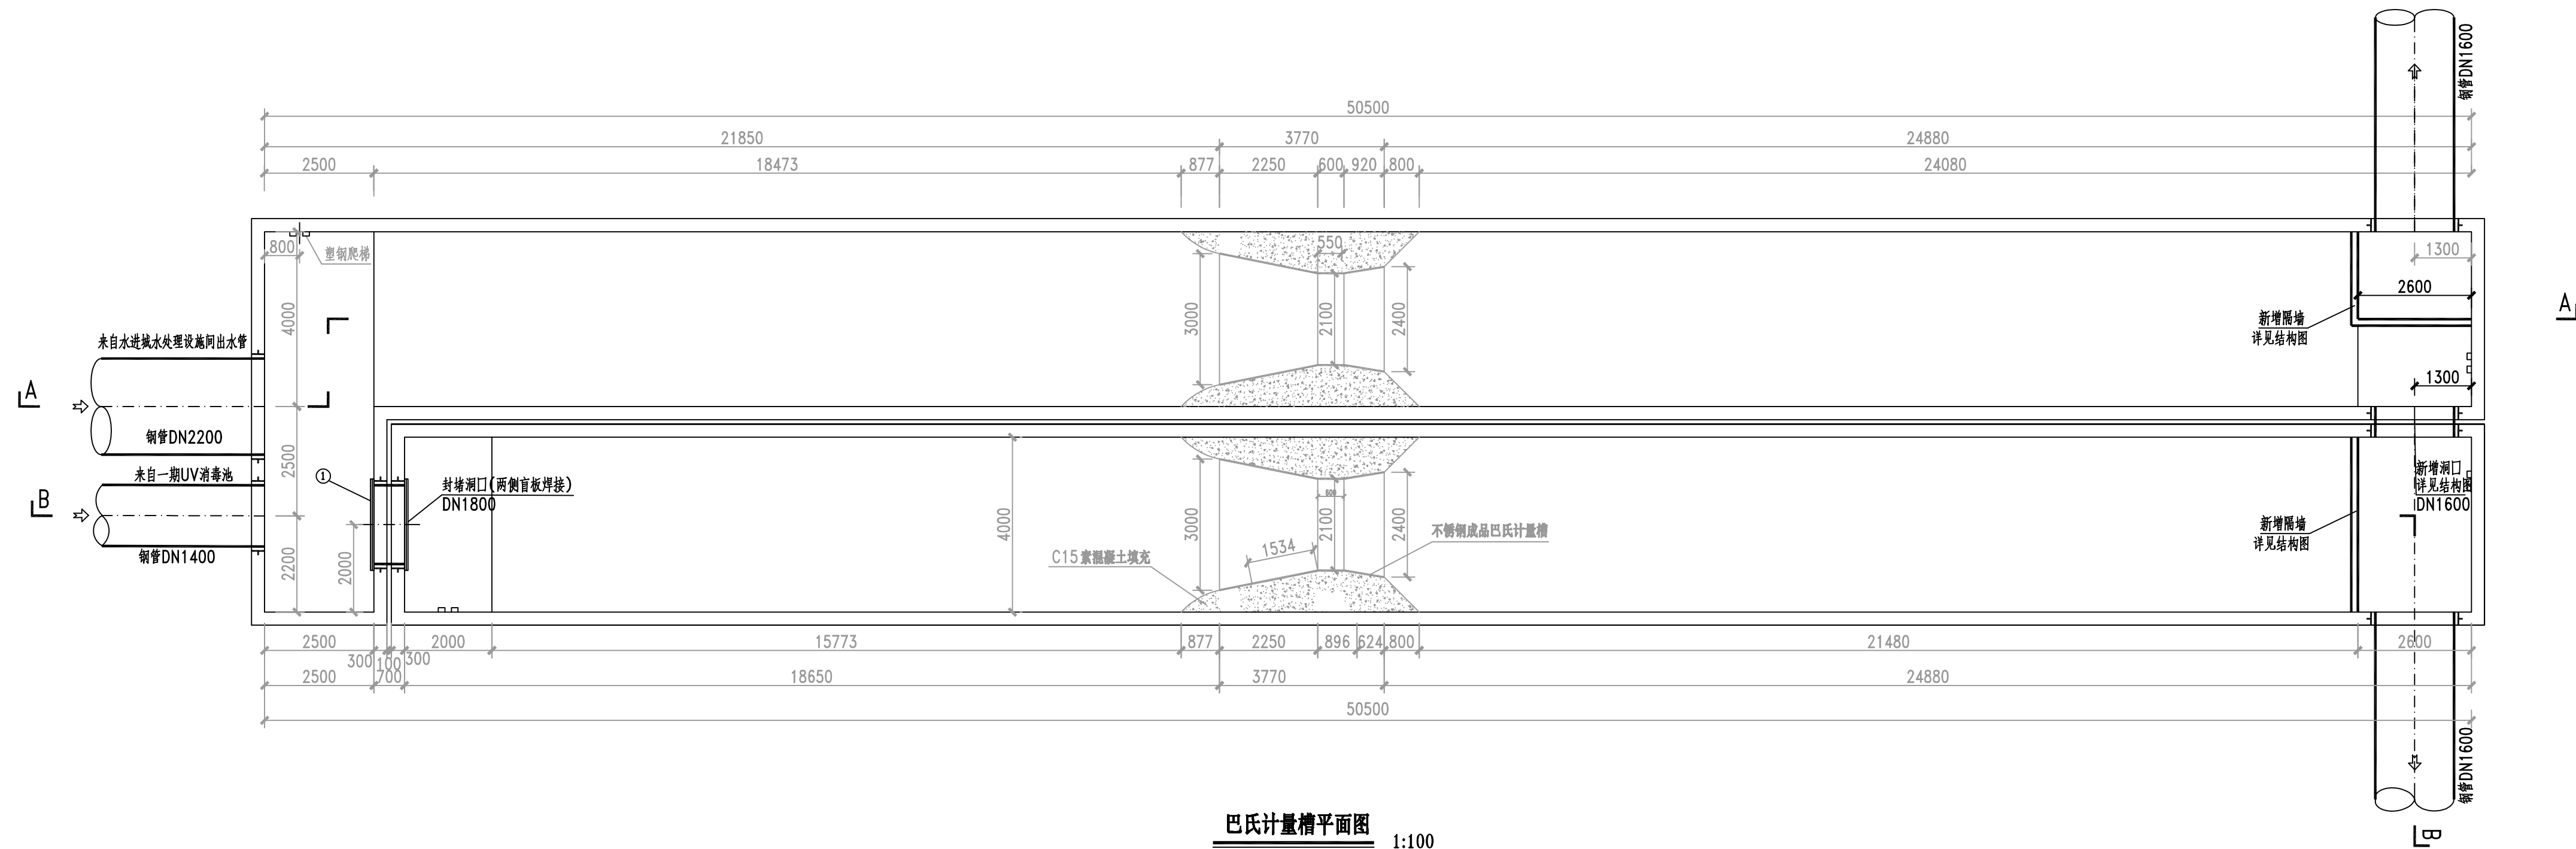 钢管DN1600
50500
21850 3770 24880
2500 18473 877 2250 600 920 800 24080
800
塑钢爬梯
550
1300
4000
3000
2100
2400
2600
新增隔墙
详见结构图
1300
来自水进城水处理设施间出水管
A
钢管DN2200
A
2500
来自一期UV消毒池
B
钢管DN1400
2200
1
2000
封堵洞口(两侧盲板焊接)
DN1800
4000
3000
600
2100
2400
1534
C15素混凝土填充
不锈钢成品巴氏计量槽
新增隔墙
详见结构图
新增洞口
详见结构图
DN1600
2500 2000 15773 877 2250 896 624 800 21480 2600
300 100 300
2500 700 18650 3770 24880
50500
钢管DN1600
B
巴氏计量槽平面图 1:100